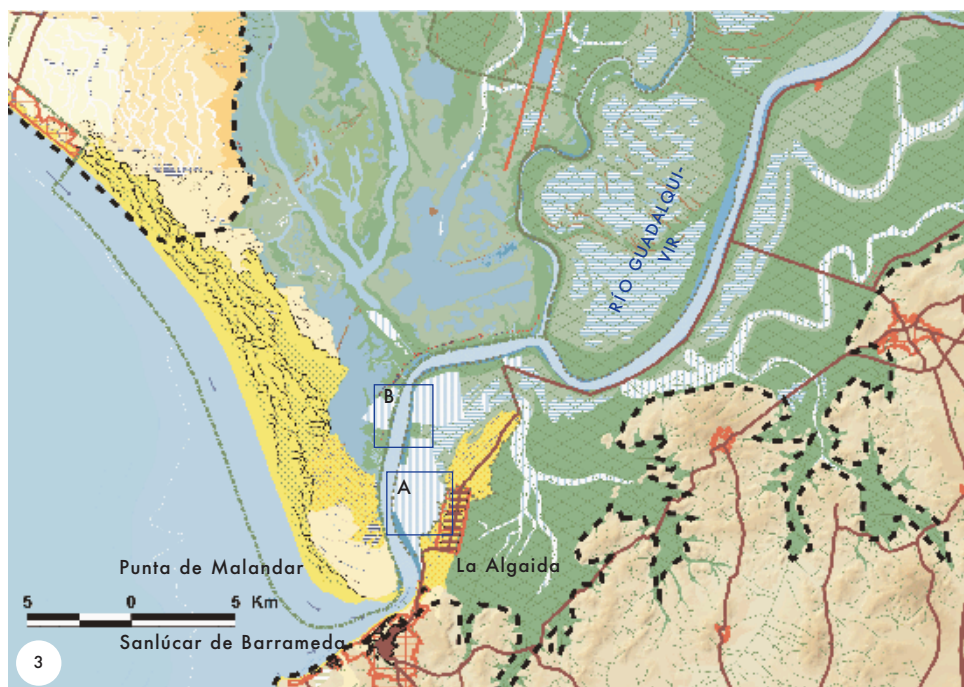 RÍO GUADALQUI-
VIR
B
A
Punta de Malandar
La Algaida
5 0 5 Km
Sanlúcar de Barrameda
3